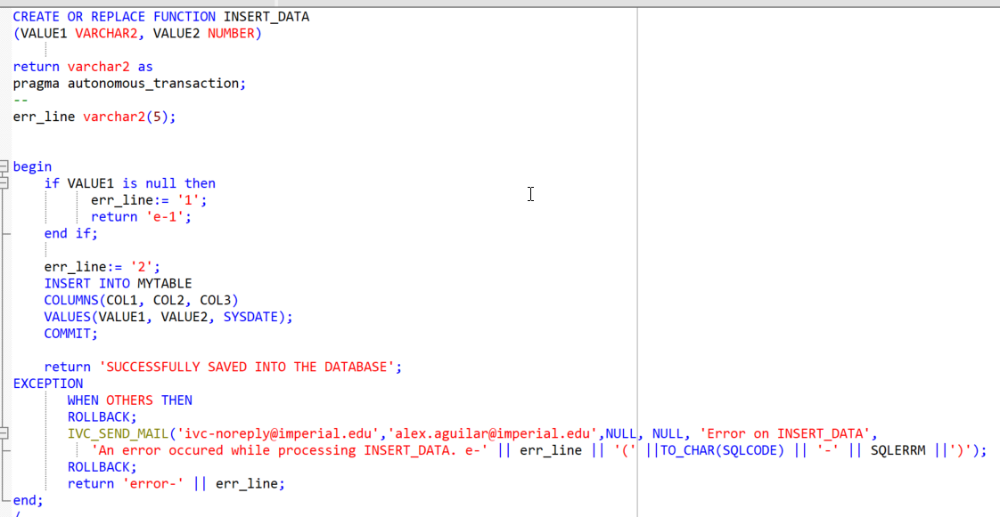 CREATE OR REPLACE FUNCTION INSERT_DATA
(VALUE1 VARCHAR2, VALUE2 NUMBER)
return varchar2 as
pragma autonomous_transaction;
--
err_line varchar2(5);
begin
if VALUE1 is null then
err_line:= '1';
return 'e-1';
end if;
err_line:= '2';
INSERT INTO MYTABLE
COLUMNS(COL1, COL2, COL3)
VALUES(VALUE1, VALUE2, SYSDATE);
COMMIT;
return 'SUCCESSFULLY SAVED INTO THE DATABASE';
EXCEPTION
WHEN OTHERS THEN
ROLLBACK;
IVC_SEND_MAIL('ivc-noreply@imperial.edu','alex.aguilar@imperial.edu',NULL, NULL, 'Error on INSERT_DATA',
'An error occured while processing INSERT_DATA. e-' || err_line || '(' ||TO_CHAR(SQLCODE) || '-' || SQLERRM ||')');
ROLLBACK;
return 'error-' || err_line;
end;
/